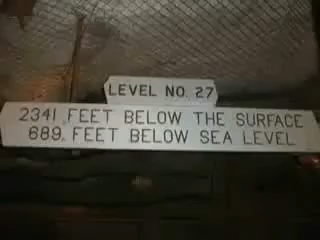 LEVEL NO. 27
2341 FEET BELOW THE SURFACE
689 FEET BELOW SEA LEVEL